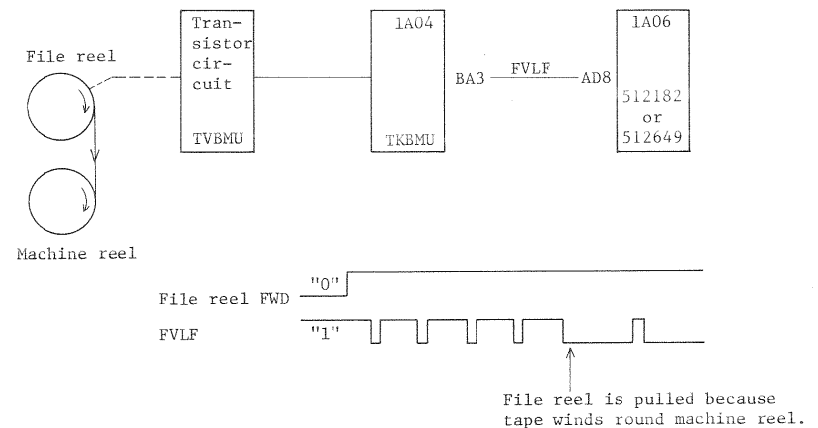 File reel
Machine reel
Tran-
sistor
cir-
cuit
TVBMU
1A04
TKBMU
BA3
FVLF
AD8
1A06
512182
or
512649
File reel FWD
"0"
FVLF
"1"
File reel is pulled because
tape winds round machine reel.